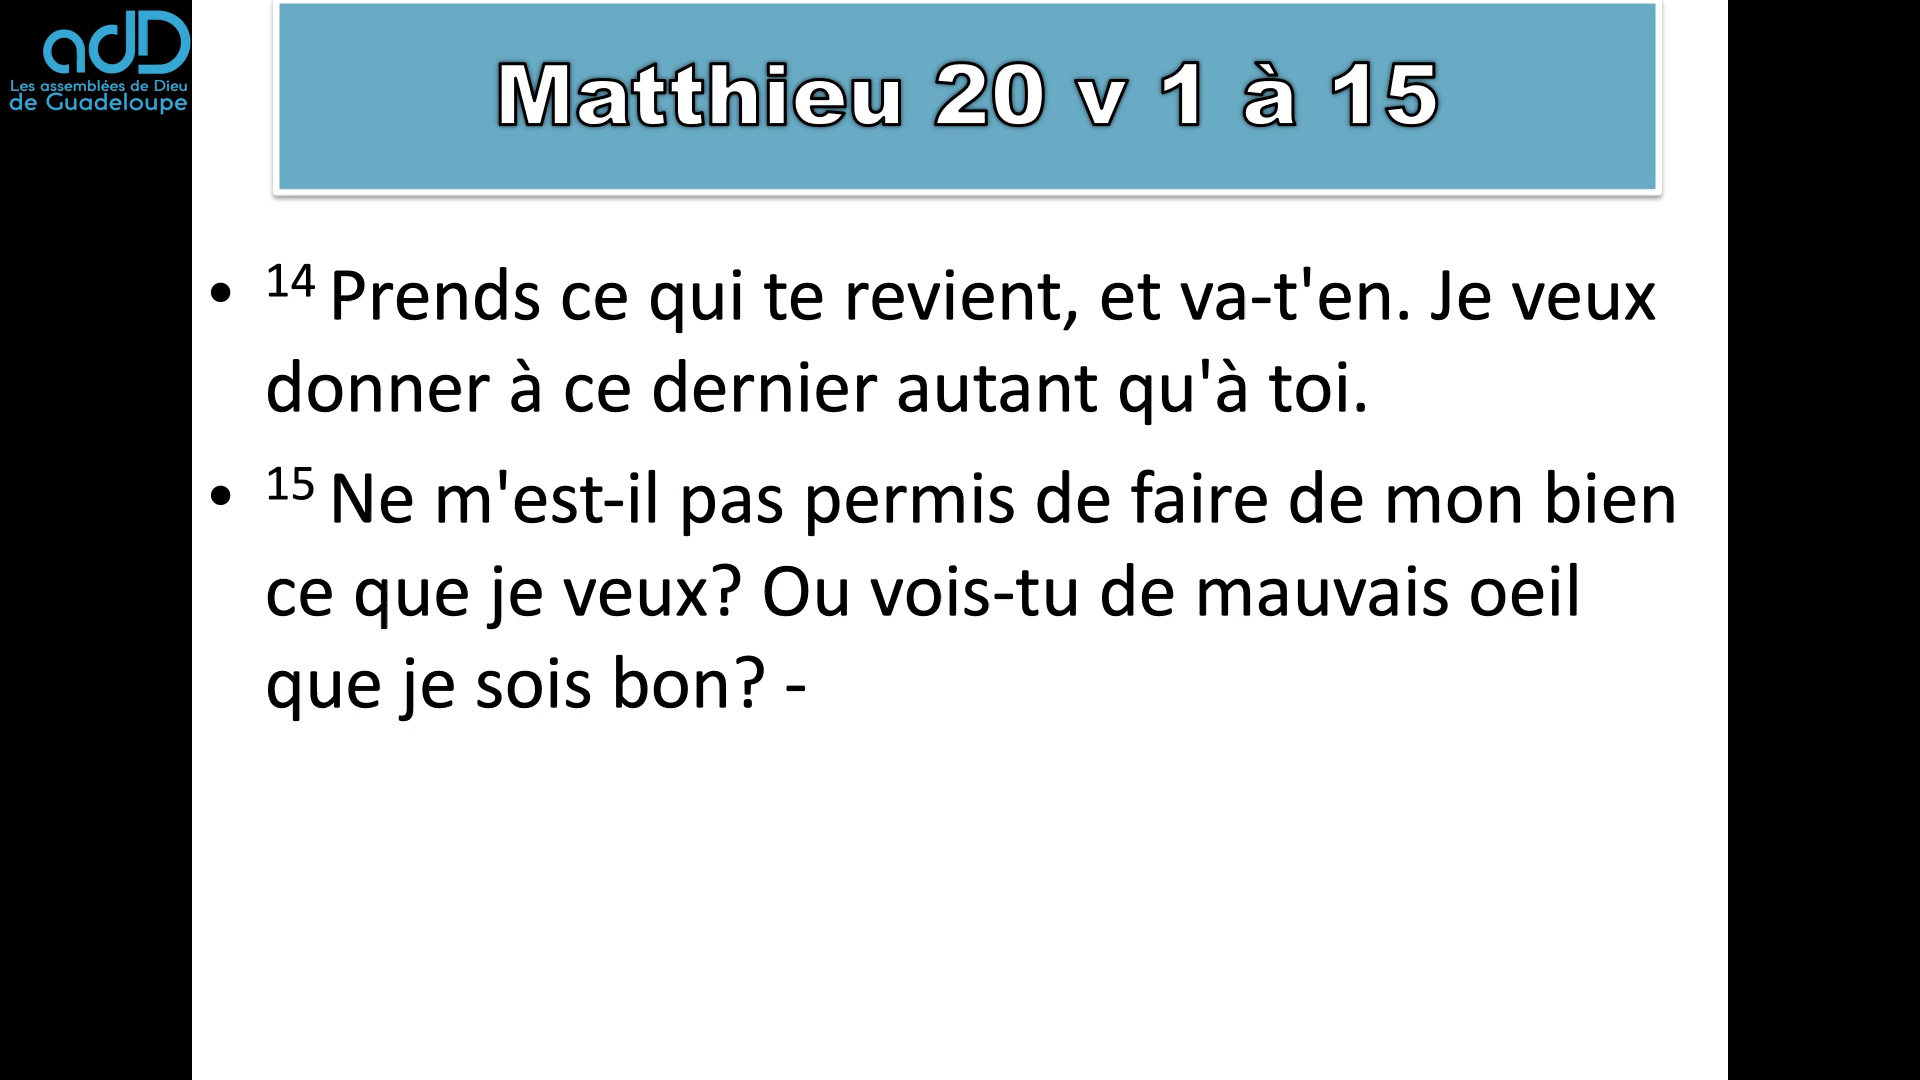 adD
Les assemblées de Dieu
de Guadeloupe
Matthieu 20 v 1 à 15
• 14 Prends ce qui te revient, et va-t'en. Je veux
donner à ce dernier autant qu'à toi.
• 15 Ne m'est-il pas permis de faire de mon bien
ce que je veux? Ou vois-tu de mauvais oeil
que je sois bon? -